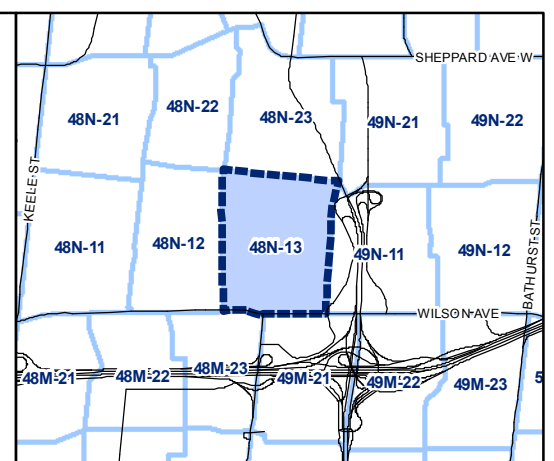 SHEPPARD AVE W
48N-21
48N-22
48N-23
49N-21
49N-22
KEELE ST
48N-11
48N-12
48N-13
49N-11
49N-12
BATHURST ST
WILSON AVE
48M-21
48M-22
48M-23
49M-21
49M-22
49M-23
5